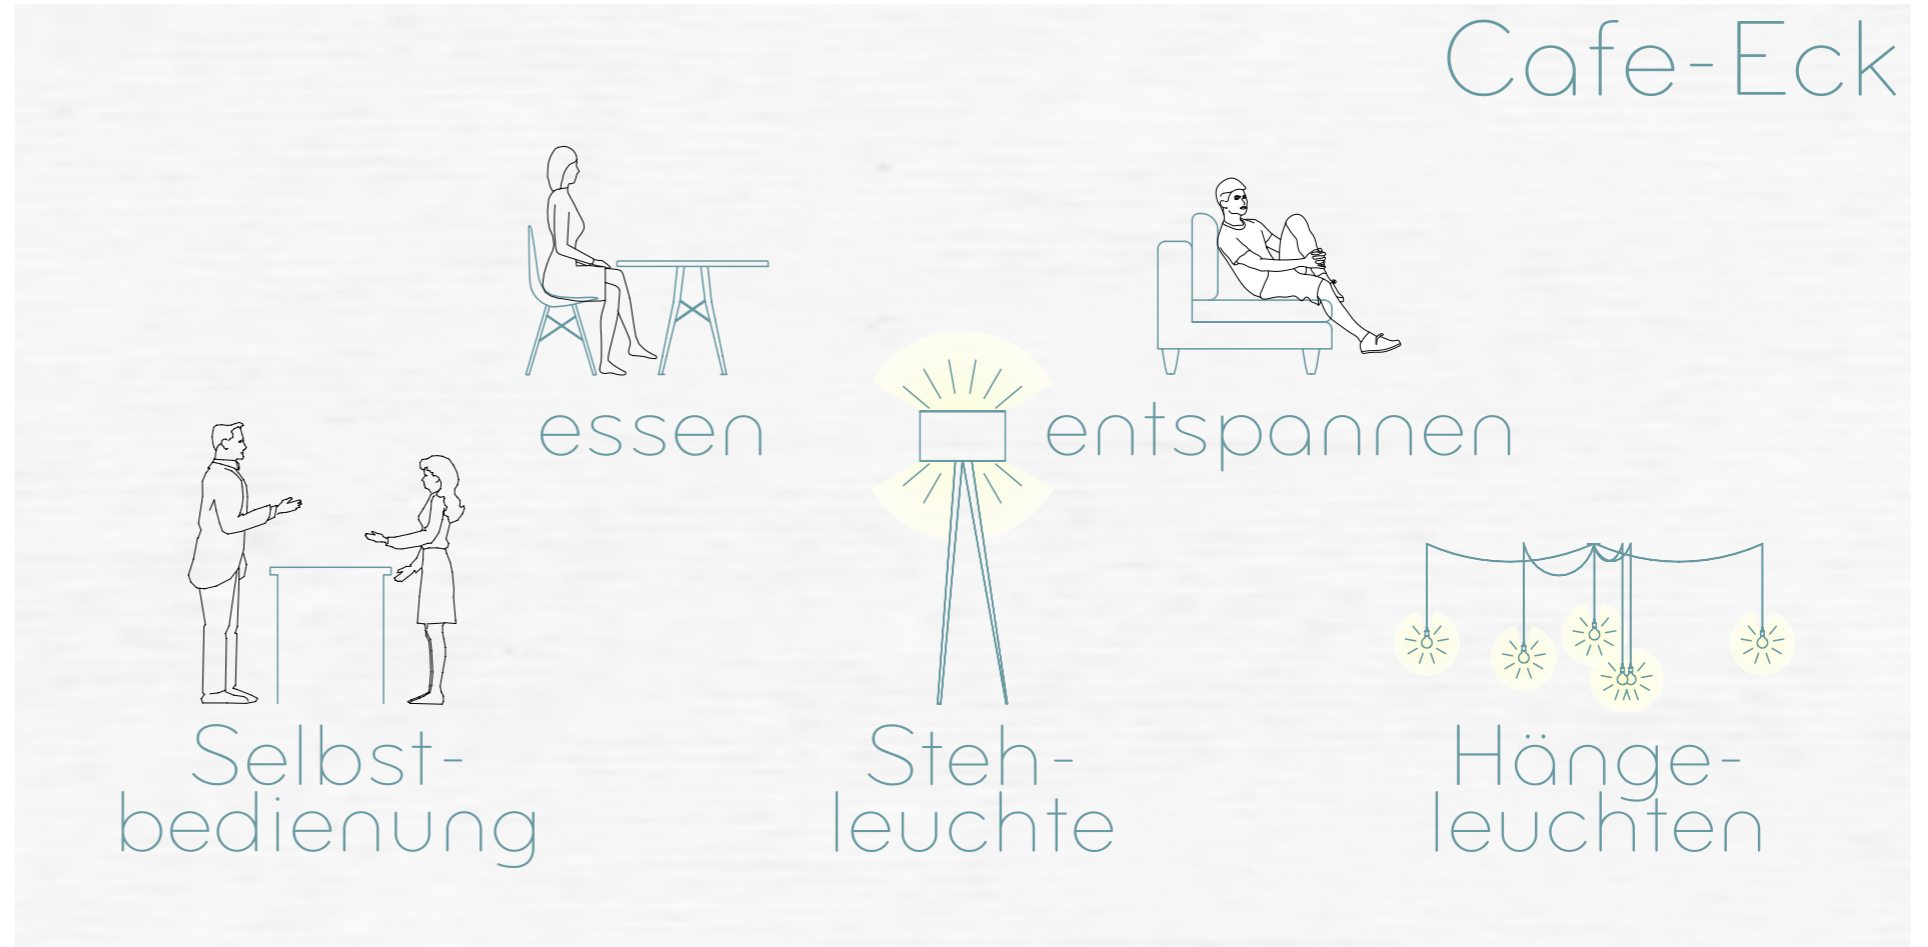 Cafe-Eck
essen
entspannen
Selbst-
bedienung
Steh-
leuchte
Hänge-
leuchten